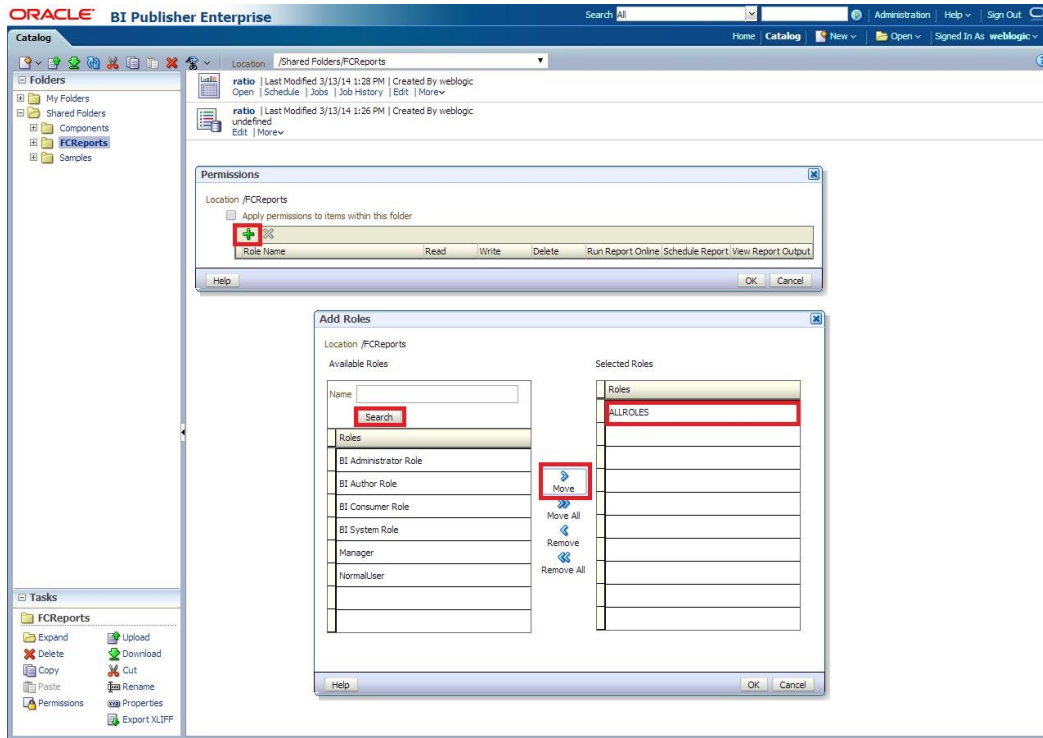 ORACLE® BI Publisher Enterprise
Search All
Administration | Help | Sign Out
Catalog
Home | Catalog | New | Open | Signed In As weblogic
Location /Shared Folders/FCReports
Folders
My Folders
Shared Folders
Components
FCReports
Samples
ratio | Last Modified 3/13/14 1:28 PM | Created By weblogic
Open | Schedule | Jobs | Job History | Edit | More
ratio | Last Modified 3/13/14 1:26 PM | Created By weblogic
undefined
Edit | More
Permissions
Location /FCReports
Apply permissions to items within this folder
Role Name Read Write Delete Run Report Online Schedule Report View Report Output
Help OK Cancel
Add Roles
Location /FCReports
Available Roles
Name
Search
Roles
BI Administrator Role
BI Author Role
BI Consumer Role
BI System Role
Manager
NormalUser
Move
Move All
Remove
Remove All
Selected Roles
Roles
ALLROLES
Help OK Cancel
Tasks
FCReports
Expand Upload
Delete Download
Copy Cut
Paste Rename
Permissions Properties
Export XLIFF